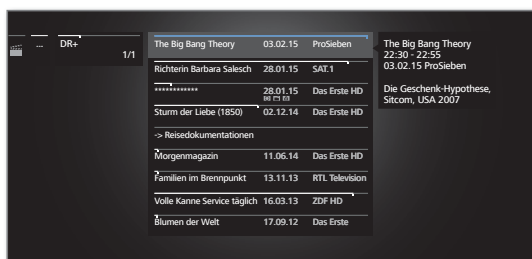 ...
DR+
1/1
The Big Bang Theory 03.02.15 ProSieben
Richterin Barbara Salesch 28.01.15 SAT.1
************ 28.01.15 Das Erste HD
Sturm der Liebe (1850) 02.12.14 Das Erste HD
-> Reisedokumentationen
Morgenmagazin 11.06.14 Das Erste HD
Familien im Brennpunkt 13.11.13 RTL Television
Volle Kanne Service täglich 16.03.13 ZDF HD
Blumen der Welt 17.09.12 Das Erste
The Big Bang Theory
22:30 - 22:55
03.02.15 ProSieben
Die Geschenk-Hypothese,
Sitcom, USA 2007